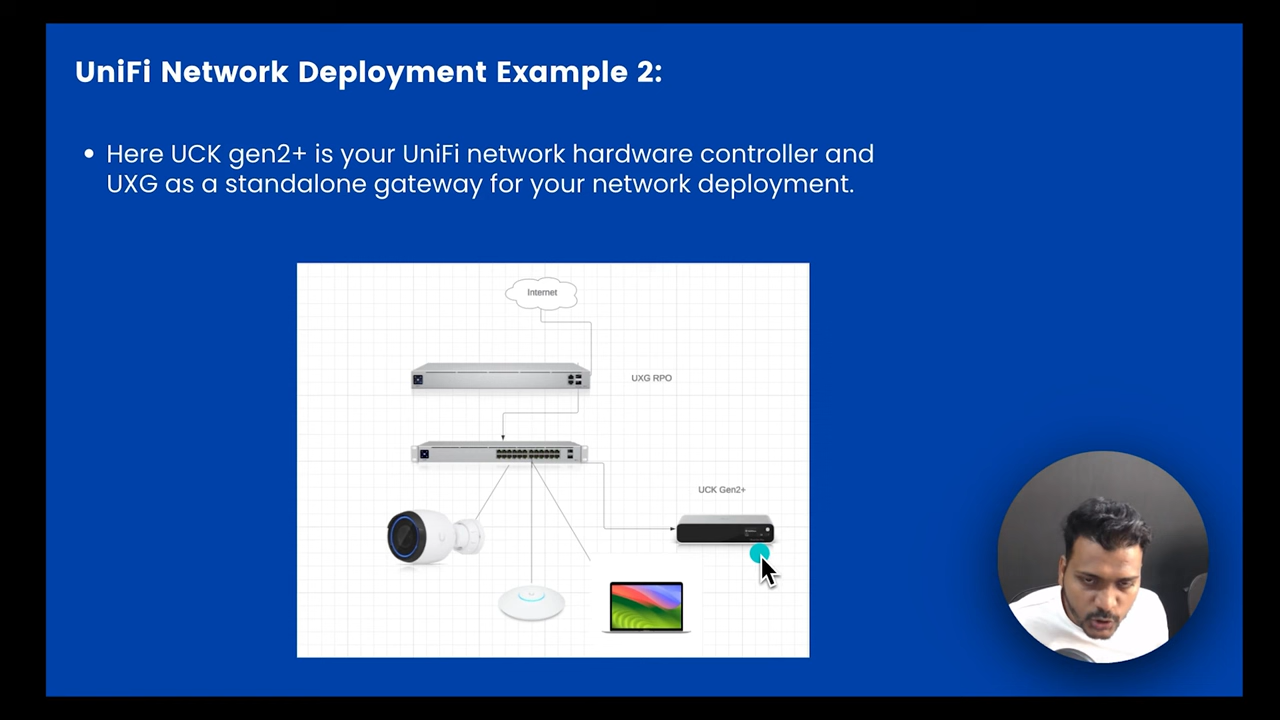 UniFi Network Deployment Example 2:
• Here UCK gen2+ is your UniFi network hardware controller and
UXG as a standalone gateway for your network deployment.
Internet
UXG RPO
UCK Gen2+